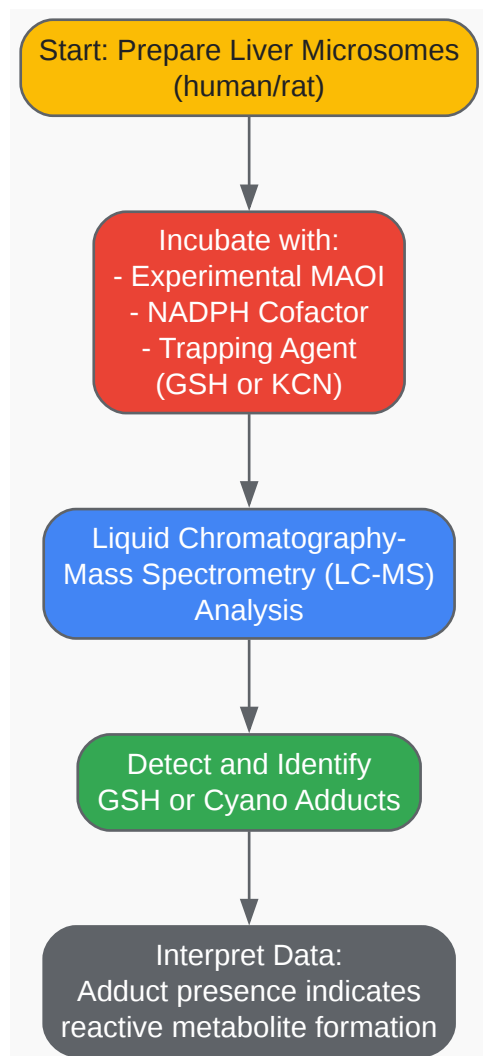 Start: Prepare Liver Microsomes
(human/rat)
Incubate with:
- Experimental MAOI
- NADPH Cofactor
- Trapping Agent
(GSH or KCN)
Liquid Chromatography-
Mass Spectrometry (LC-MS)
Analysis
Detect and Identify
GSH or Cyano Adducts
Interpret Data:
Adduct presence indicates
reactive metabolite formation